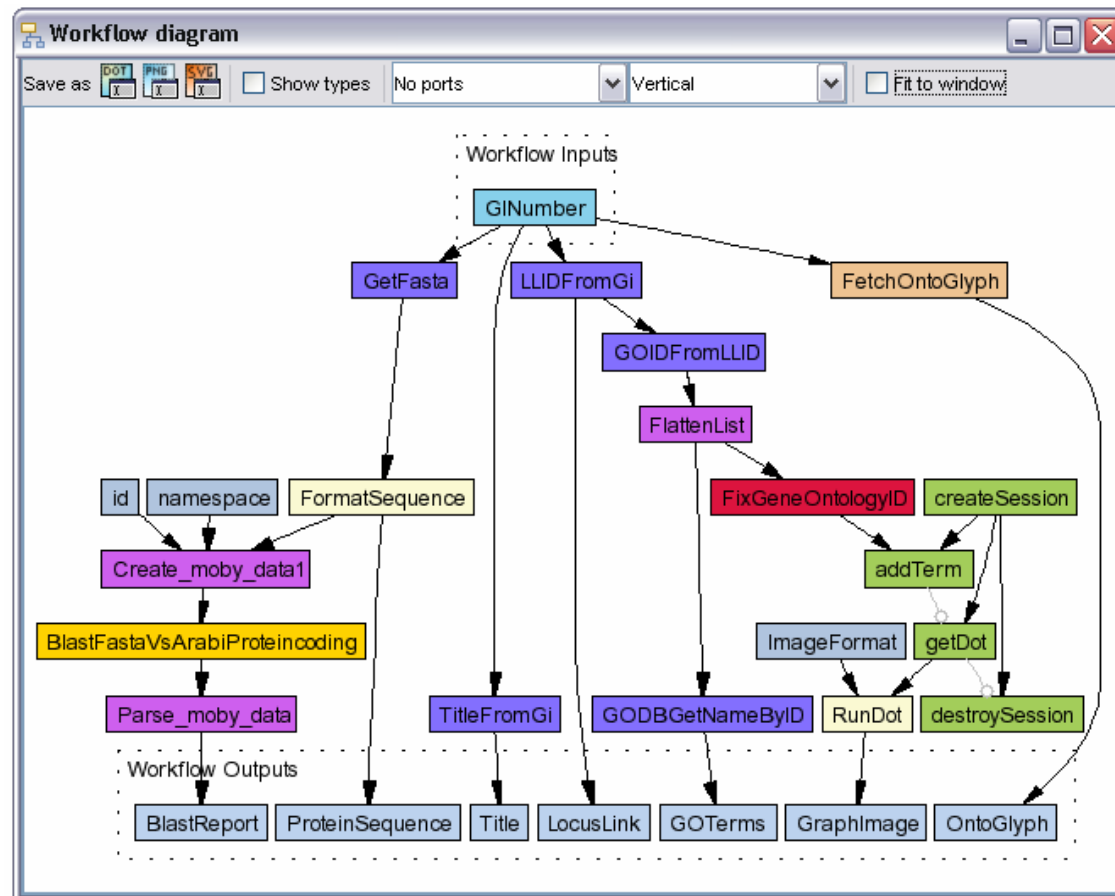 Workflow diagram
Save as DOT PNG SVG Show types No ports Vertical Fit to window
Workflow Inputs
GINumber
GetFasta LLIDFromGi FetchOntoGlyph
GOIDFromLLID
FlattenList
id namespace FormatSequence FixGeneOntologyID createSession
Create_moby_data1 addTerm
BlastFastaVsArabiProteincoding ImageFormat getDot
Parse_moby_data TitleFromGi GODBGetNameByID RunDot destroySession
Workflow Outputs
BlastReport ProteinSequence Title LocusLink GOTerms GraphImage OntoGlyph